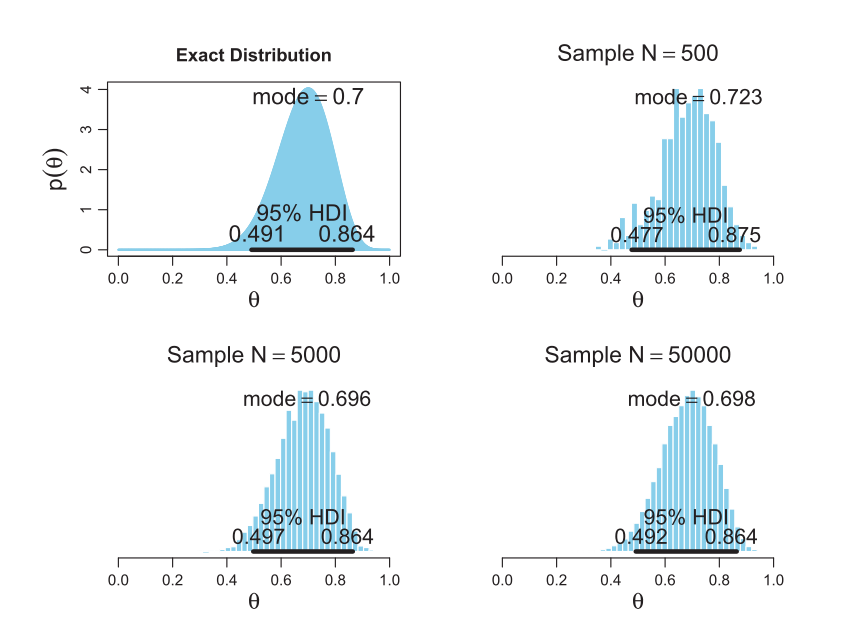 Exact Distribution
mode = 0.7
p(θ)
4
3
2
1
0
95% HDI
0.491 0.864
0.0 0.2 0.4 0.6 0.8 1.0
θ
Sample N = 500
mode = 0.723
95% HDI
0.477 0.875
0.0 0.2 0.4 0.6 0.8 1.0
θ
Sample N = 5000
mode = 0.696
95% HDI
0.497 0.864
0.0 0.2 0.4 0.6 0.8 1.0
θ
Sample N = 50000
mode = 0.698
95% HDI
0.492 0.864
0.0 0.2 0.4 0.6 0.8 1.0
θ